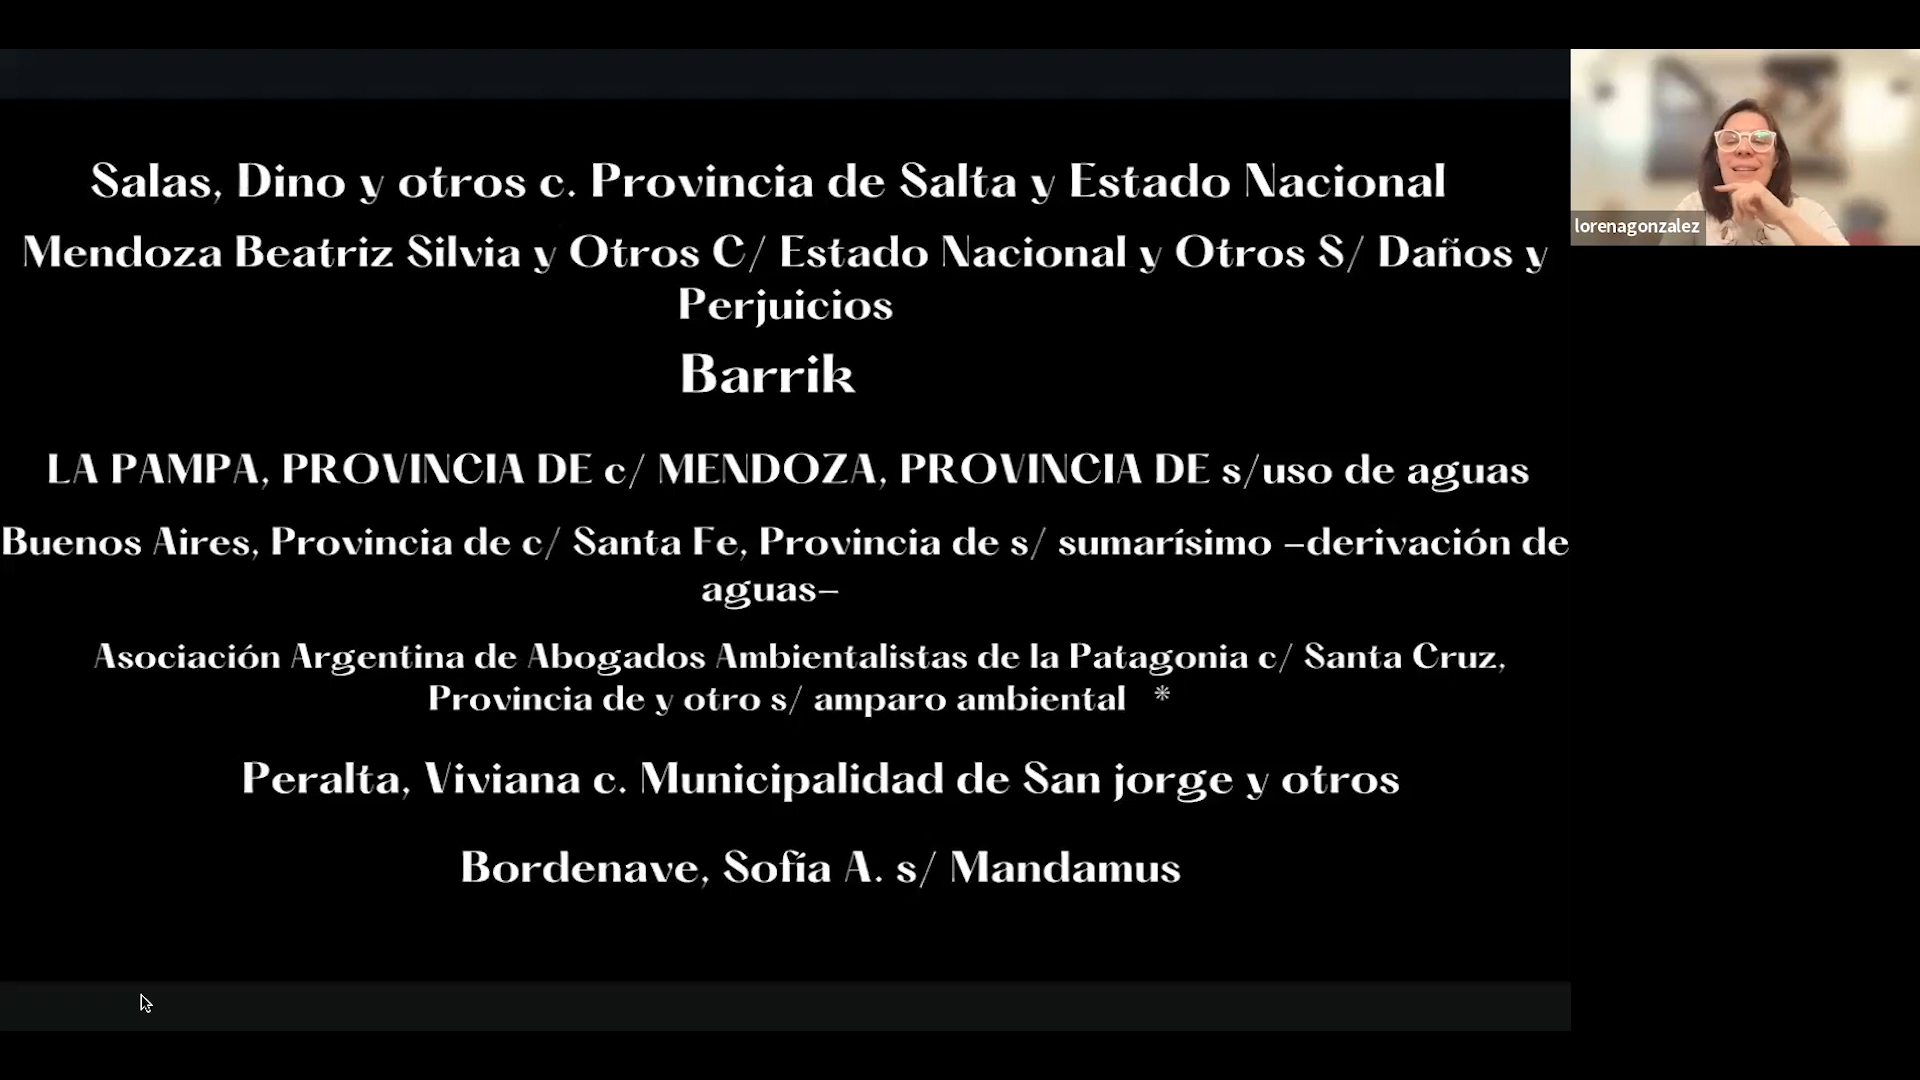 Salas, Dino y otros c. Provincia de Salta y Estado Nacional
Mendoza Beatriz Silvia y Otros C/ Estado Nacional y Otros S/ Daños y
Perjuicios
Barrik
LA PAMPA, PROVINCIA DE c/ MENDOZA, PROVINCIA DE s/uso de aguas
Buenos Aires, Provincia de c/ Santa Fe, Provincia de s/ sumarísimo –derivación de
aguas–
Asociación Argentina de Abogados Ambientalistas de la Patagonia c/ Santa Cruz,
Provincia de y otro s/ amparo ambiental *
Peralta, Viviana c. Municipalidad de San jorge y otros
Bordenave, Sofía A. s/ Mandamus
lorenagonzalez